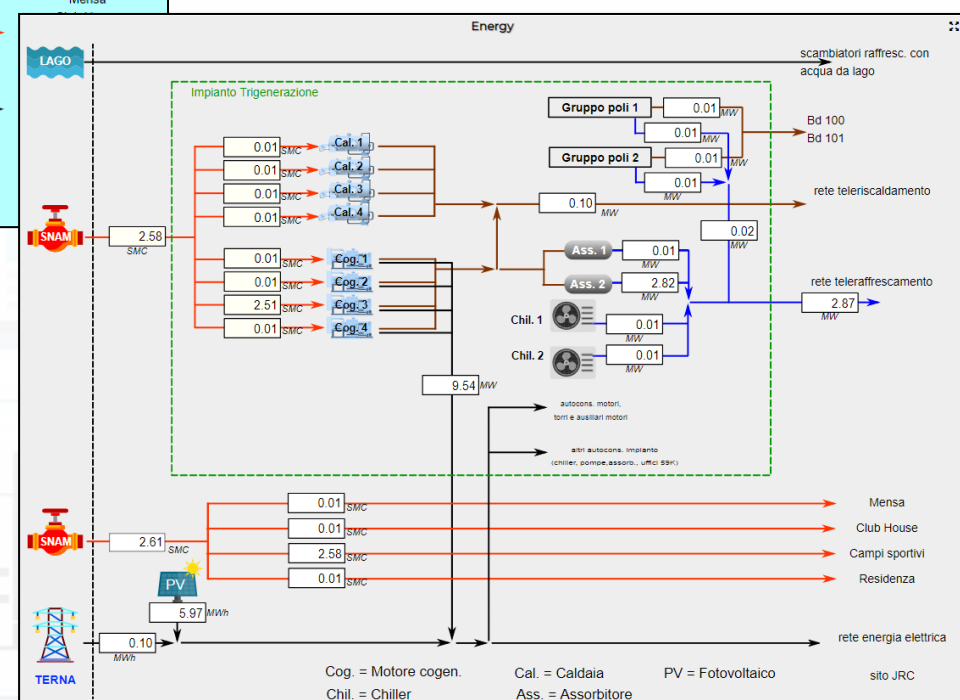 Mensa
Energy
LAGO
scambiatori raffresc. con
acqua da lago
Impianto Trigenerazione
Gruppo poli 1
0.01
MW
0.01
MW
Bd 100
Bd 101
Gruppo poli 2
0.01
MW
0.01
MW
0.01
SMC
Cal. 1
0.01
SMC
Cal. 2
0.01
SMC
Cal. 3
0.01
SMC
Cal. 4
rete teleriscaldamento
0.10
MW
SNAM
2.58
SMC
0.02
MW
0.01
SMC
Cog. 1
0.01
SMC
Cog. 2
2.51
SMC
Cog. 3
0.01
SMC
Cog. 4
Ass. 1
0.01
MW
Ass. 2
2.82
MW
rete teleraffrescamento
2.87
MW
Chil. 1
0.01
MW
Chil. 2
0.01
MW
9.54
MW
autocons. motori,
torri e ausiliari motori
altri autocons. impianto
(chiller, pompe,assorb., uffici 59K)
SNAM
2.61
SMC
0.01
SMC
Mensa
0.01
SMC
Club House
2.58
SMC
Campi sportivi
0.01
SMC
Residenza
PV
5.97
MWh
0.10
MWh
TERNA
rete energia elettrica
sito JRC
Cog. = Motore cogen.
Cal. = Caldaia
PV = Fotovoltaico
Chil. = Chiller
Ass. = Assorbitore